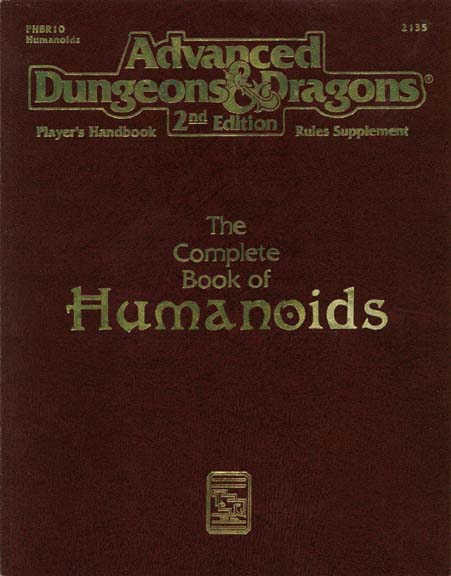 PHBR10
Humanoids
2135
Advanced
Dungeons & Dragons®
2nd Edition
Player's Handbook
Rules Supplement
The
Complete
Book of
Humanoids